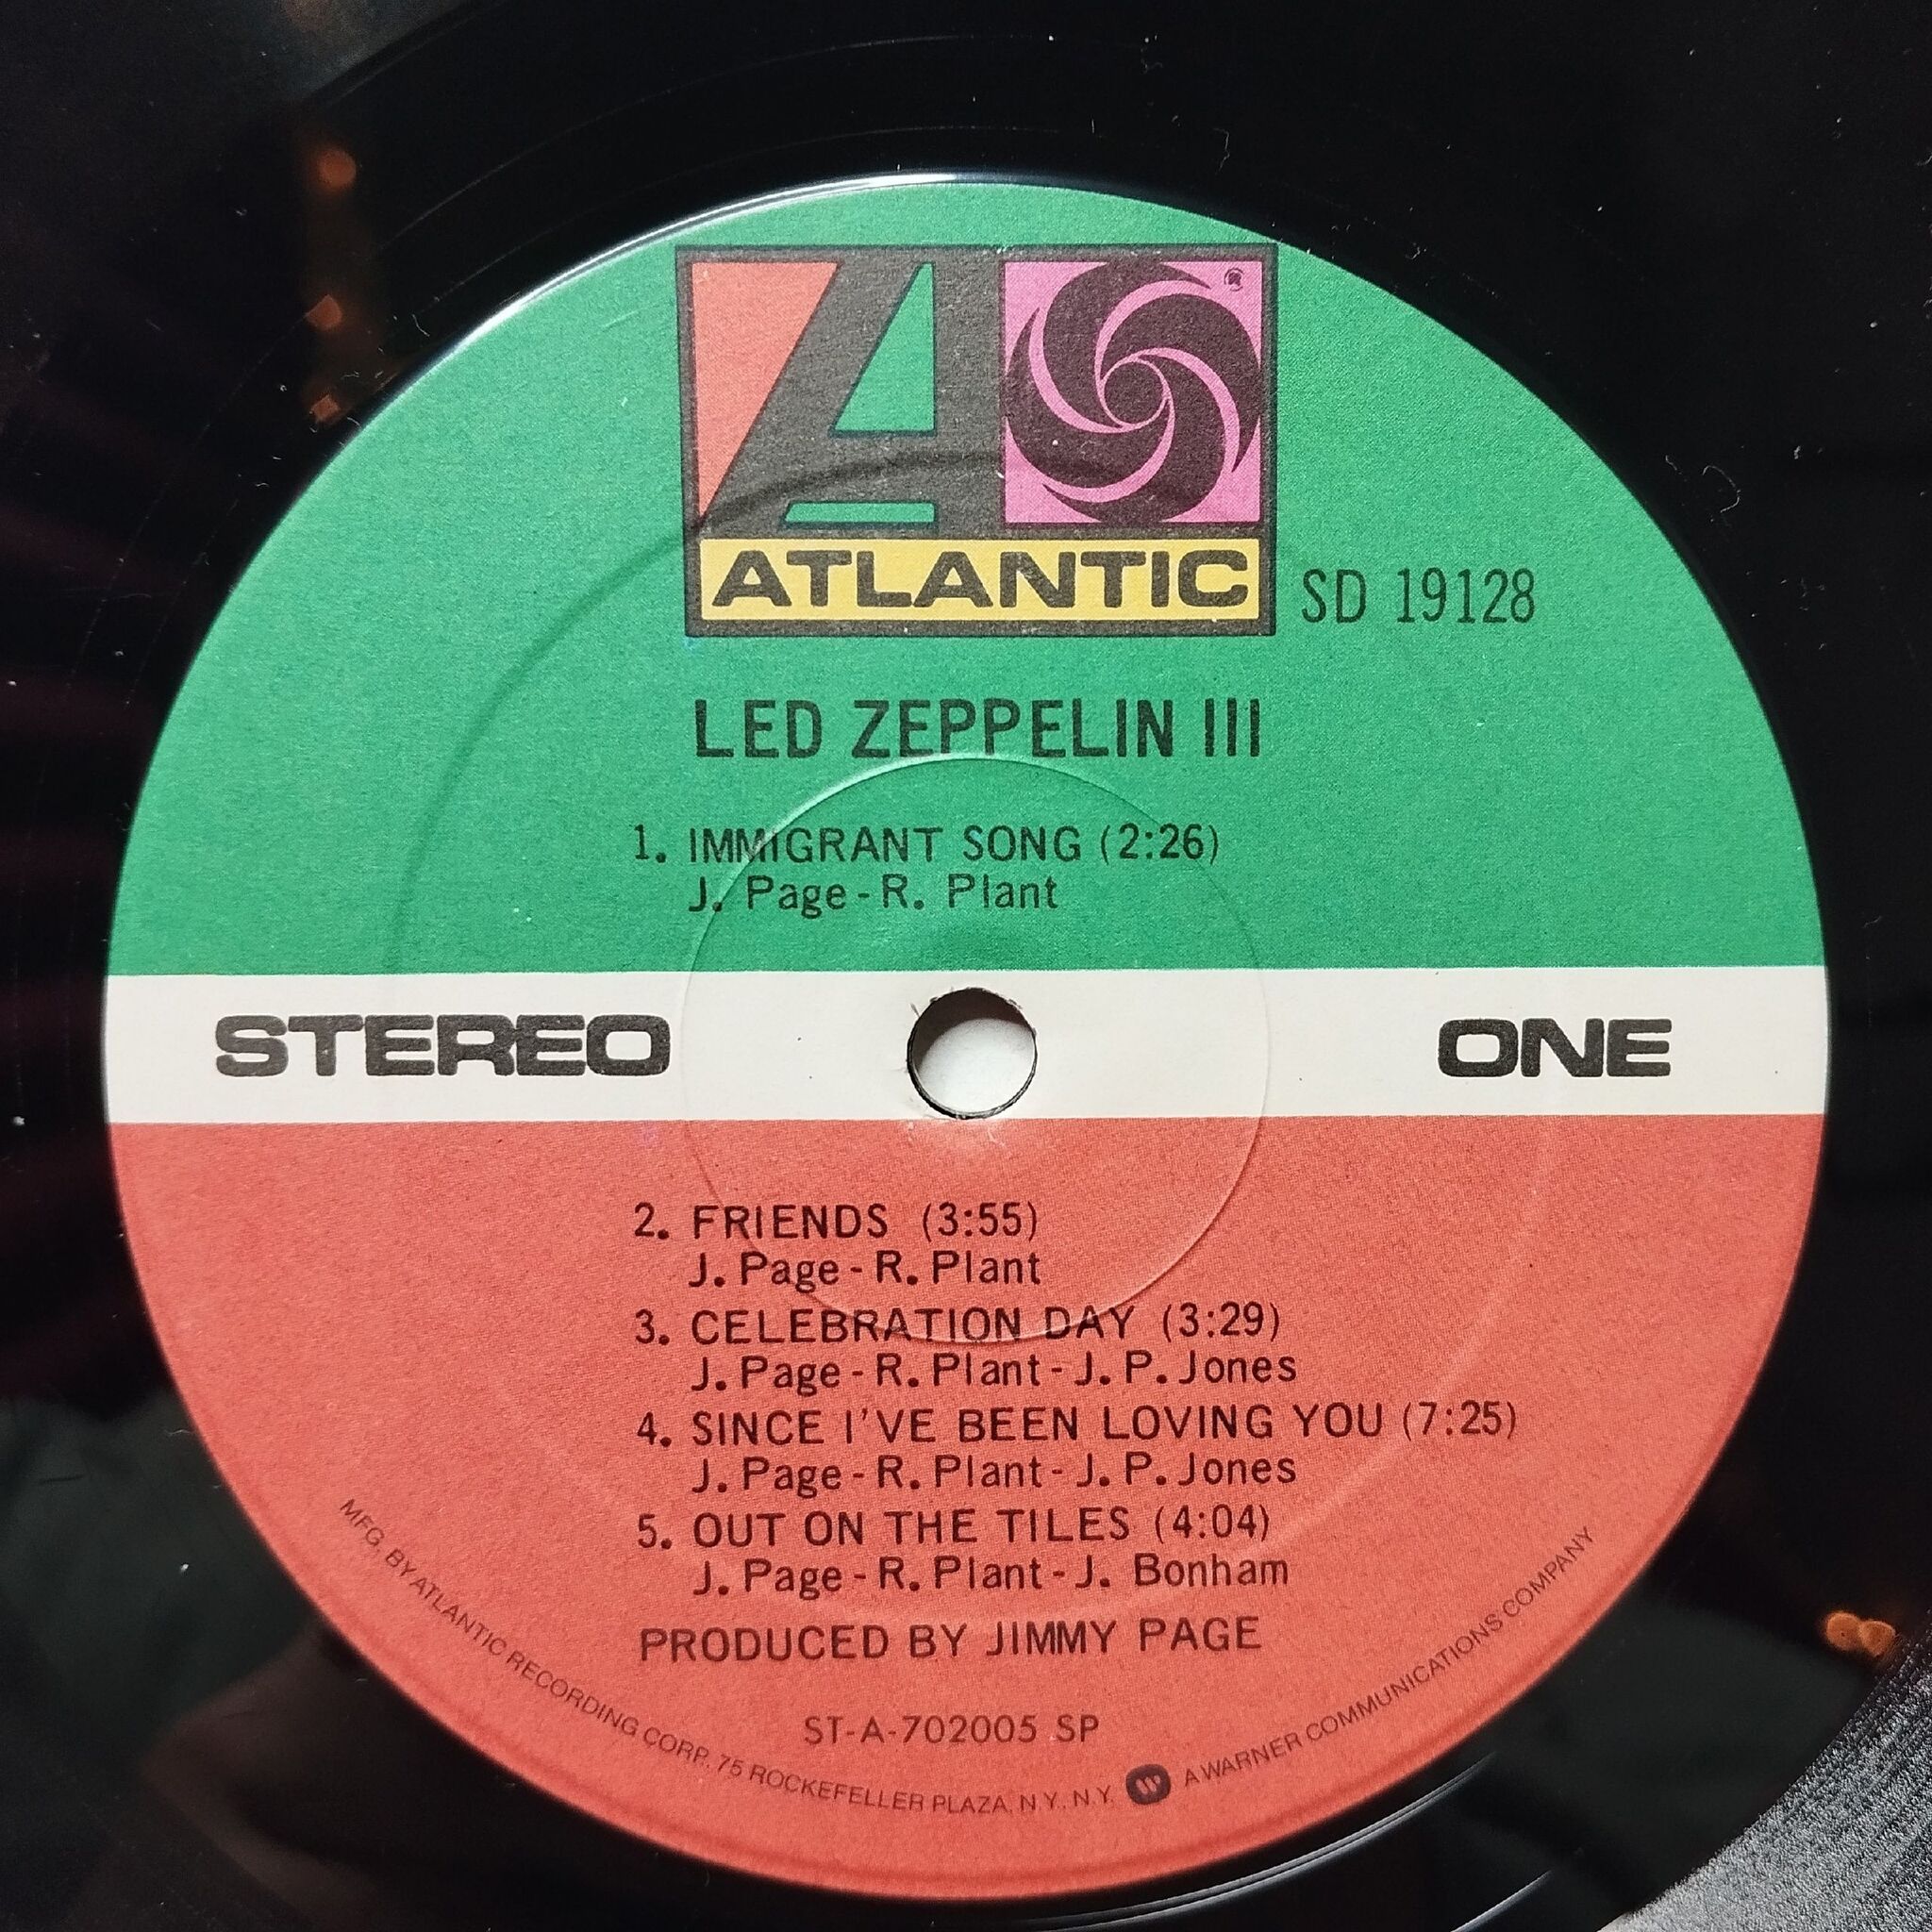 ATLANTIC
SD 19128
LED ZEPPELIN III
1. IMMIGRANT SONG (2:26)
J. Page - R. Plant
STEREO
ONE
2. FRIENDS (3:55)
J. Page - R. Plant
3. CELEBRATION DAY (3:29)
J. Page - R. Plant - J. P. Jones
4. SINCE I'VE BEEN LOVING YOU (7:25)
J. Page - R. Plant - J. P. Jones
5. OUT ON THE TILES (4:04)
J. Page - R. Plant - J. Bonham
PRODUCED BY JIMMY PAGE
ST-A-702005 SP
MFG. BY ATLANTIC RECORDING CORP. 75 ROCKEFELLER PLAZA, N.Y., N.Y. W A WARNER COMMUNICATIONS COMPANY